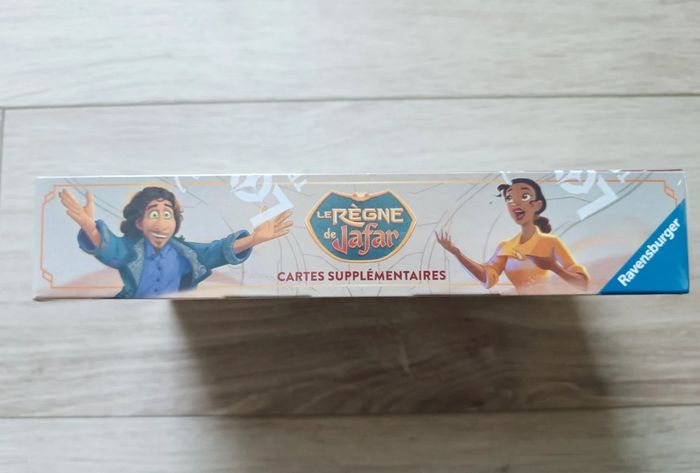 LE RÈGNE
de Jafar
CARTES SUPPLÉMENTAIRES
Ravensburger